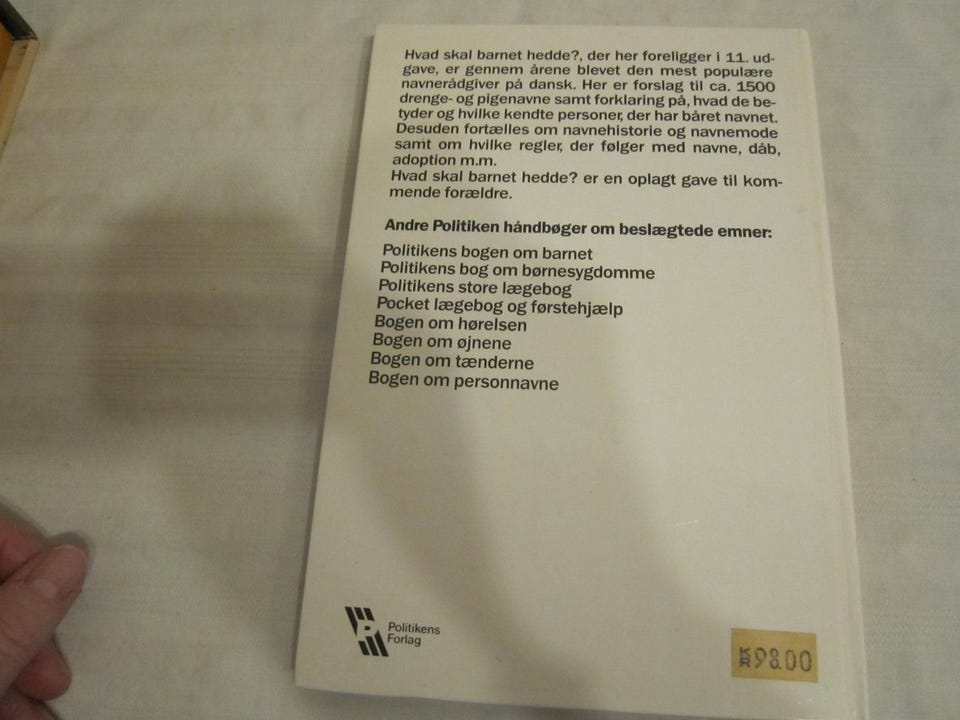 Hvad skal barnet hedde?, der her foreligger i 11. ud-
gave, er gennem årene blevet den mest populære
navnerådgiver på dansk. Her er forslag til ca. 1500
drenge- og pigenavne samt forklaring på, hvad de be-
tyder og hvilke kendte personer, der har båret navnet.
Desuden fortælles om navnehistorie og navnemode
samt om hvilke regler, der følger med navne, dåb,
adoption m.m.
Hvad skal barnet hedde? er en oplagt gave til kom-
mende forældre.
Andre Politiken håndbøger om beslægtede emner:
Politikens bogen om barnet
Politikens bog om børnesygdomme
Politikens store lægebog
Pocket lægebog og førstehjælp
Bogen om hørelsen
Bogen om øjnene
Bogen om tænderne
Bogen om personnavne
P Politikens
Forlag
KR 98.00